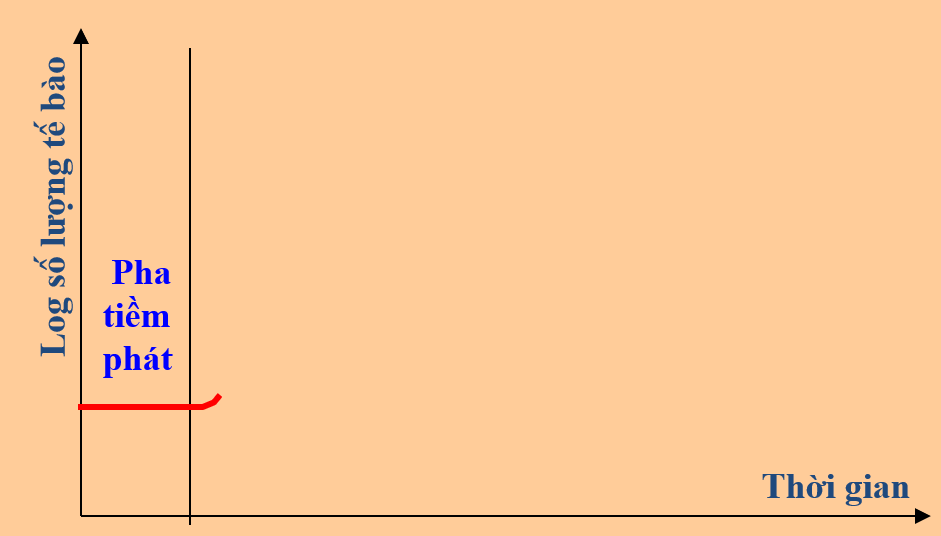 Log số lượng tế bào
Pha
tiềm
phát
Thời gian